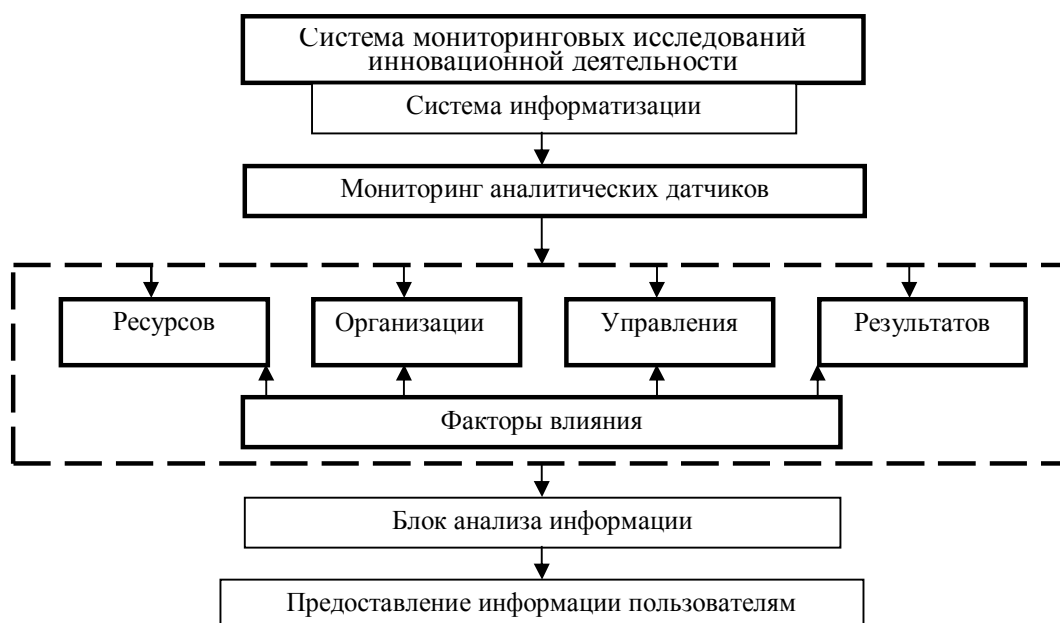 Система мониторинговых исследований
инновационной деятельности
Система информатизации
Мониторинг аналитических датчиков
Ресурсов
Организации
Управления
Результатов
Факторы влияния
Блок анализа информации
Предоставление информации пользователям